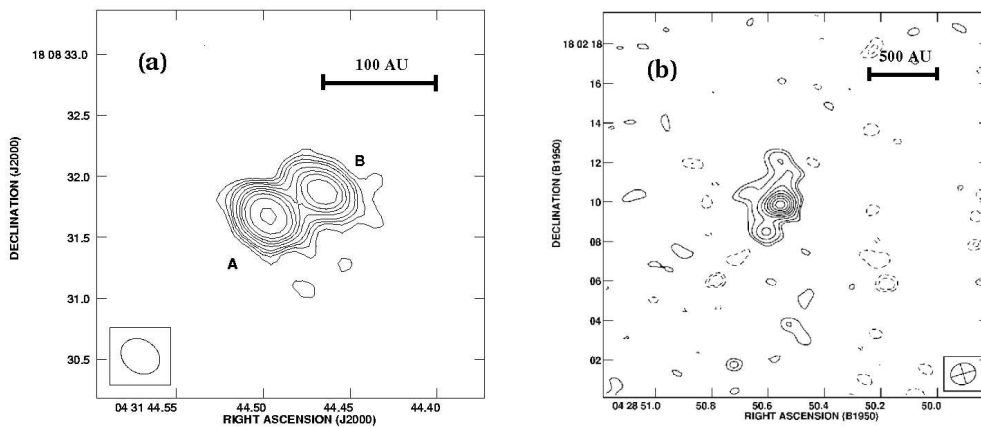 (a)
100 AU
18 08 33.0
32.5
32.0
31.5
31.0
30.5
DECLINATION (J2000)
A
B
04 31 44.55
44.50
44.45
44.40
RIGHT ASCENSION (J2000)
(b)
500 AU
18 02 18
16
14
12
10
08
06
04
02
DECLINATION (B1950)
04 28 51.0
50.8
50.6
50.4
50.2
50.0
RIGHT ASCENSION (B1950)